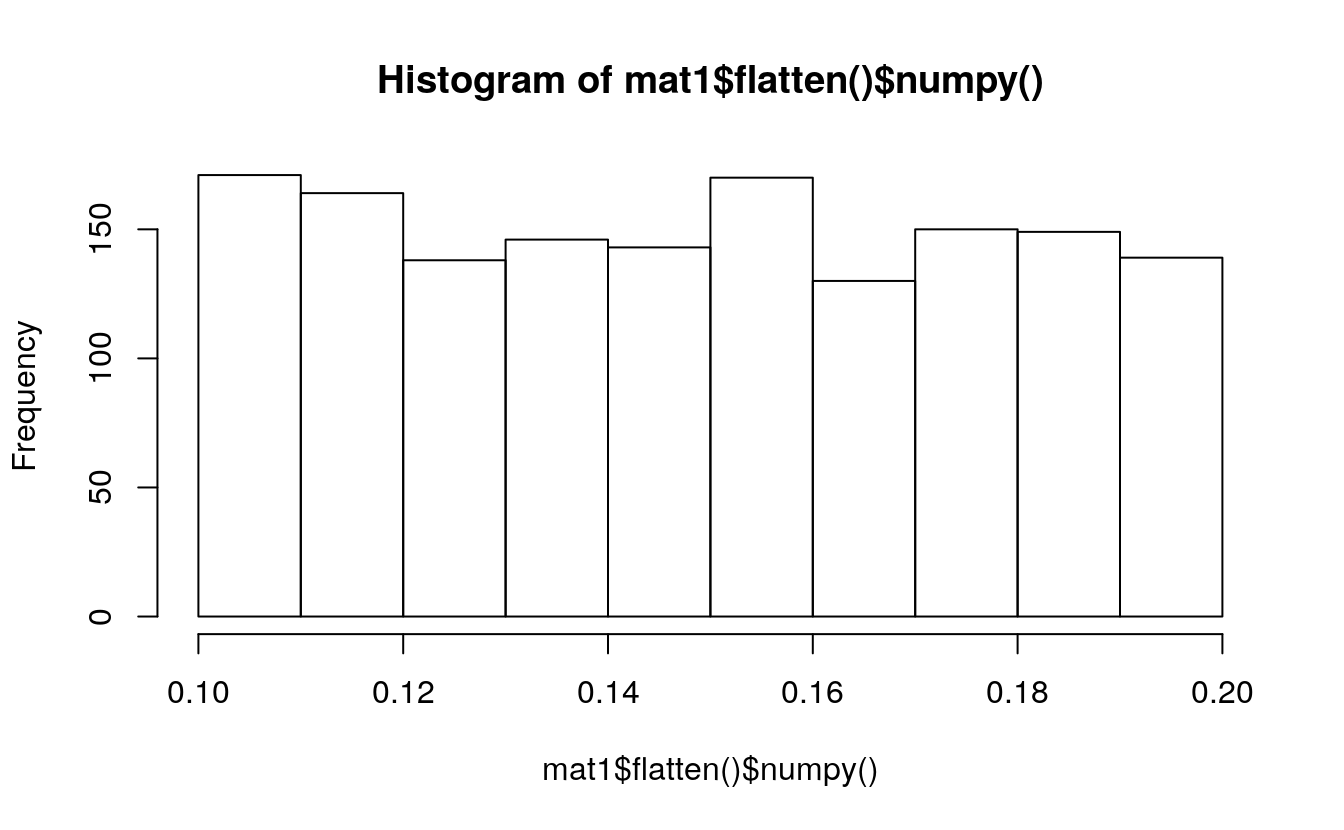 Histogram of mat1$flatten()$numpy()
Frequency
150
100
50
0
0.10 0.12 0.14 0.16 0.18 0.20
mat1$flatten()$numpy()